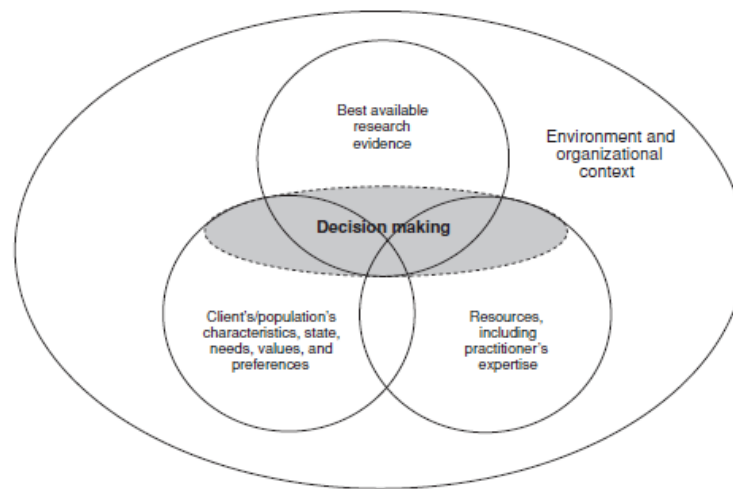 Best available
research
evidence
Environment and
organizational
context
Decision making
Client's/population's
characteristics, state,
needs, values, and
preferences
Resources,
including
practitioner's
expertise